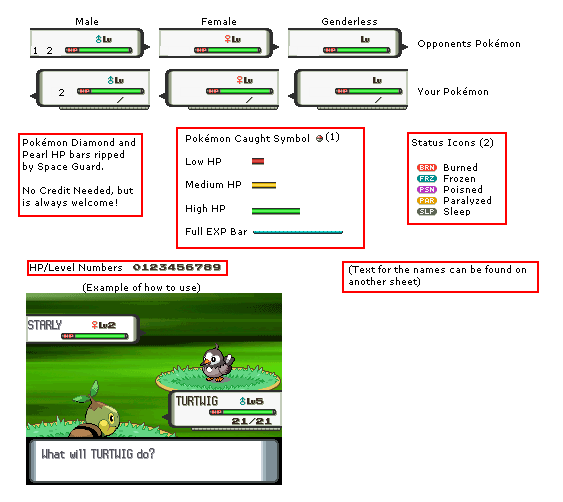 Male Female Genderless
♂Lv ♀Lv Lv
1 2 HP HP HP Opponents Pokémon
♂Lv ♀Lv Lv
2 HP HP HP Your Pokémon
/ / /
Pokémon Diamond and
Pearl HP bars ripped
by Space Guard.
No Credit Needed, but
is always welcome!
Pokémon Caught Symbol (1)
Low HP
Medium HP
High HP
Full EXP Bar
Status Icons (2)
BRN Burned
FRZ Frozen
PSN Poisned
PAR Paralyzed
SLP Sleep
HP/Level Numbers 0123456789
(Text for the names can be found on
another sheet)
(Example of how to use)
STARLY ♀Lv2
HP
TURTWIG ♂Lv5
HP
21/21
What will TURTWIG do?